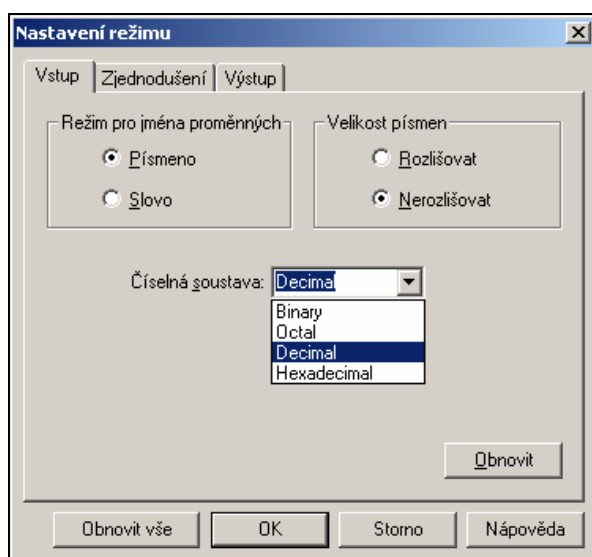 Nastavení režimu
Vstup Zjednodušení Výstup
Režim pro jména proměnných Velikost písmen
Písmeno Rozlišovat
Slovo Nerozlišovat
Číselná soustava: Decimal
Binary
Octal
Decimal
Hexadecimal
Obnovit
Obnovit vše OK Storno Nápověda